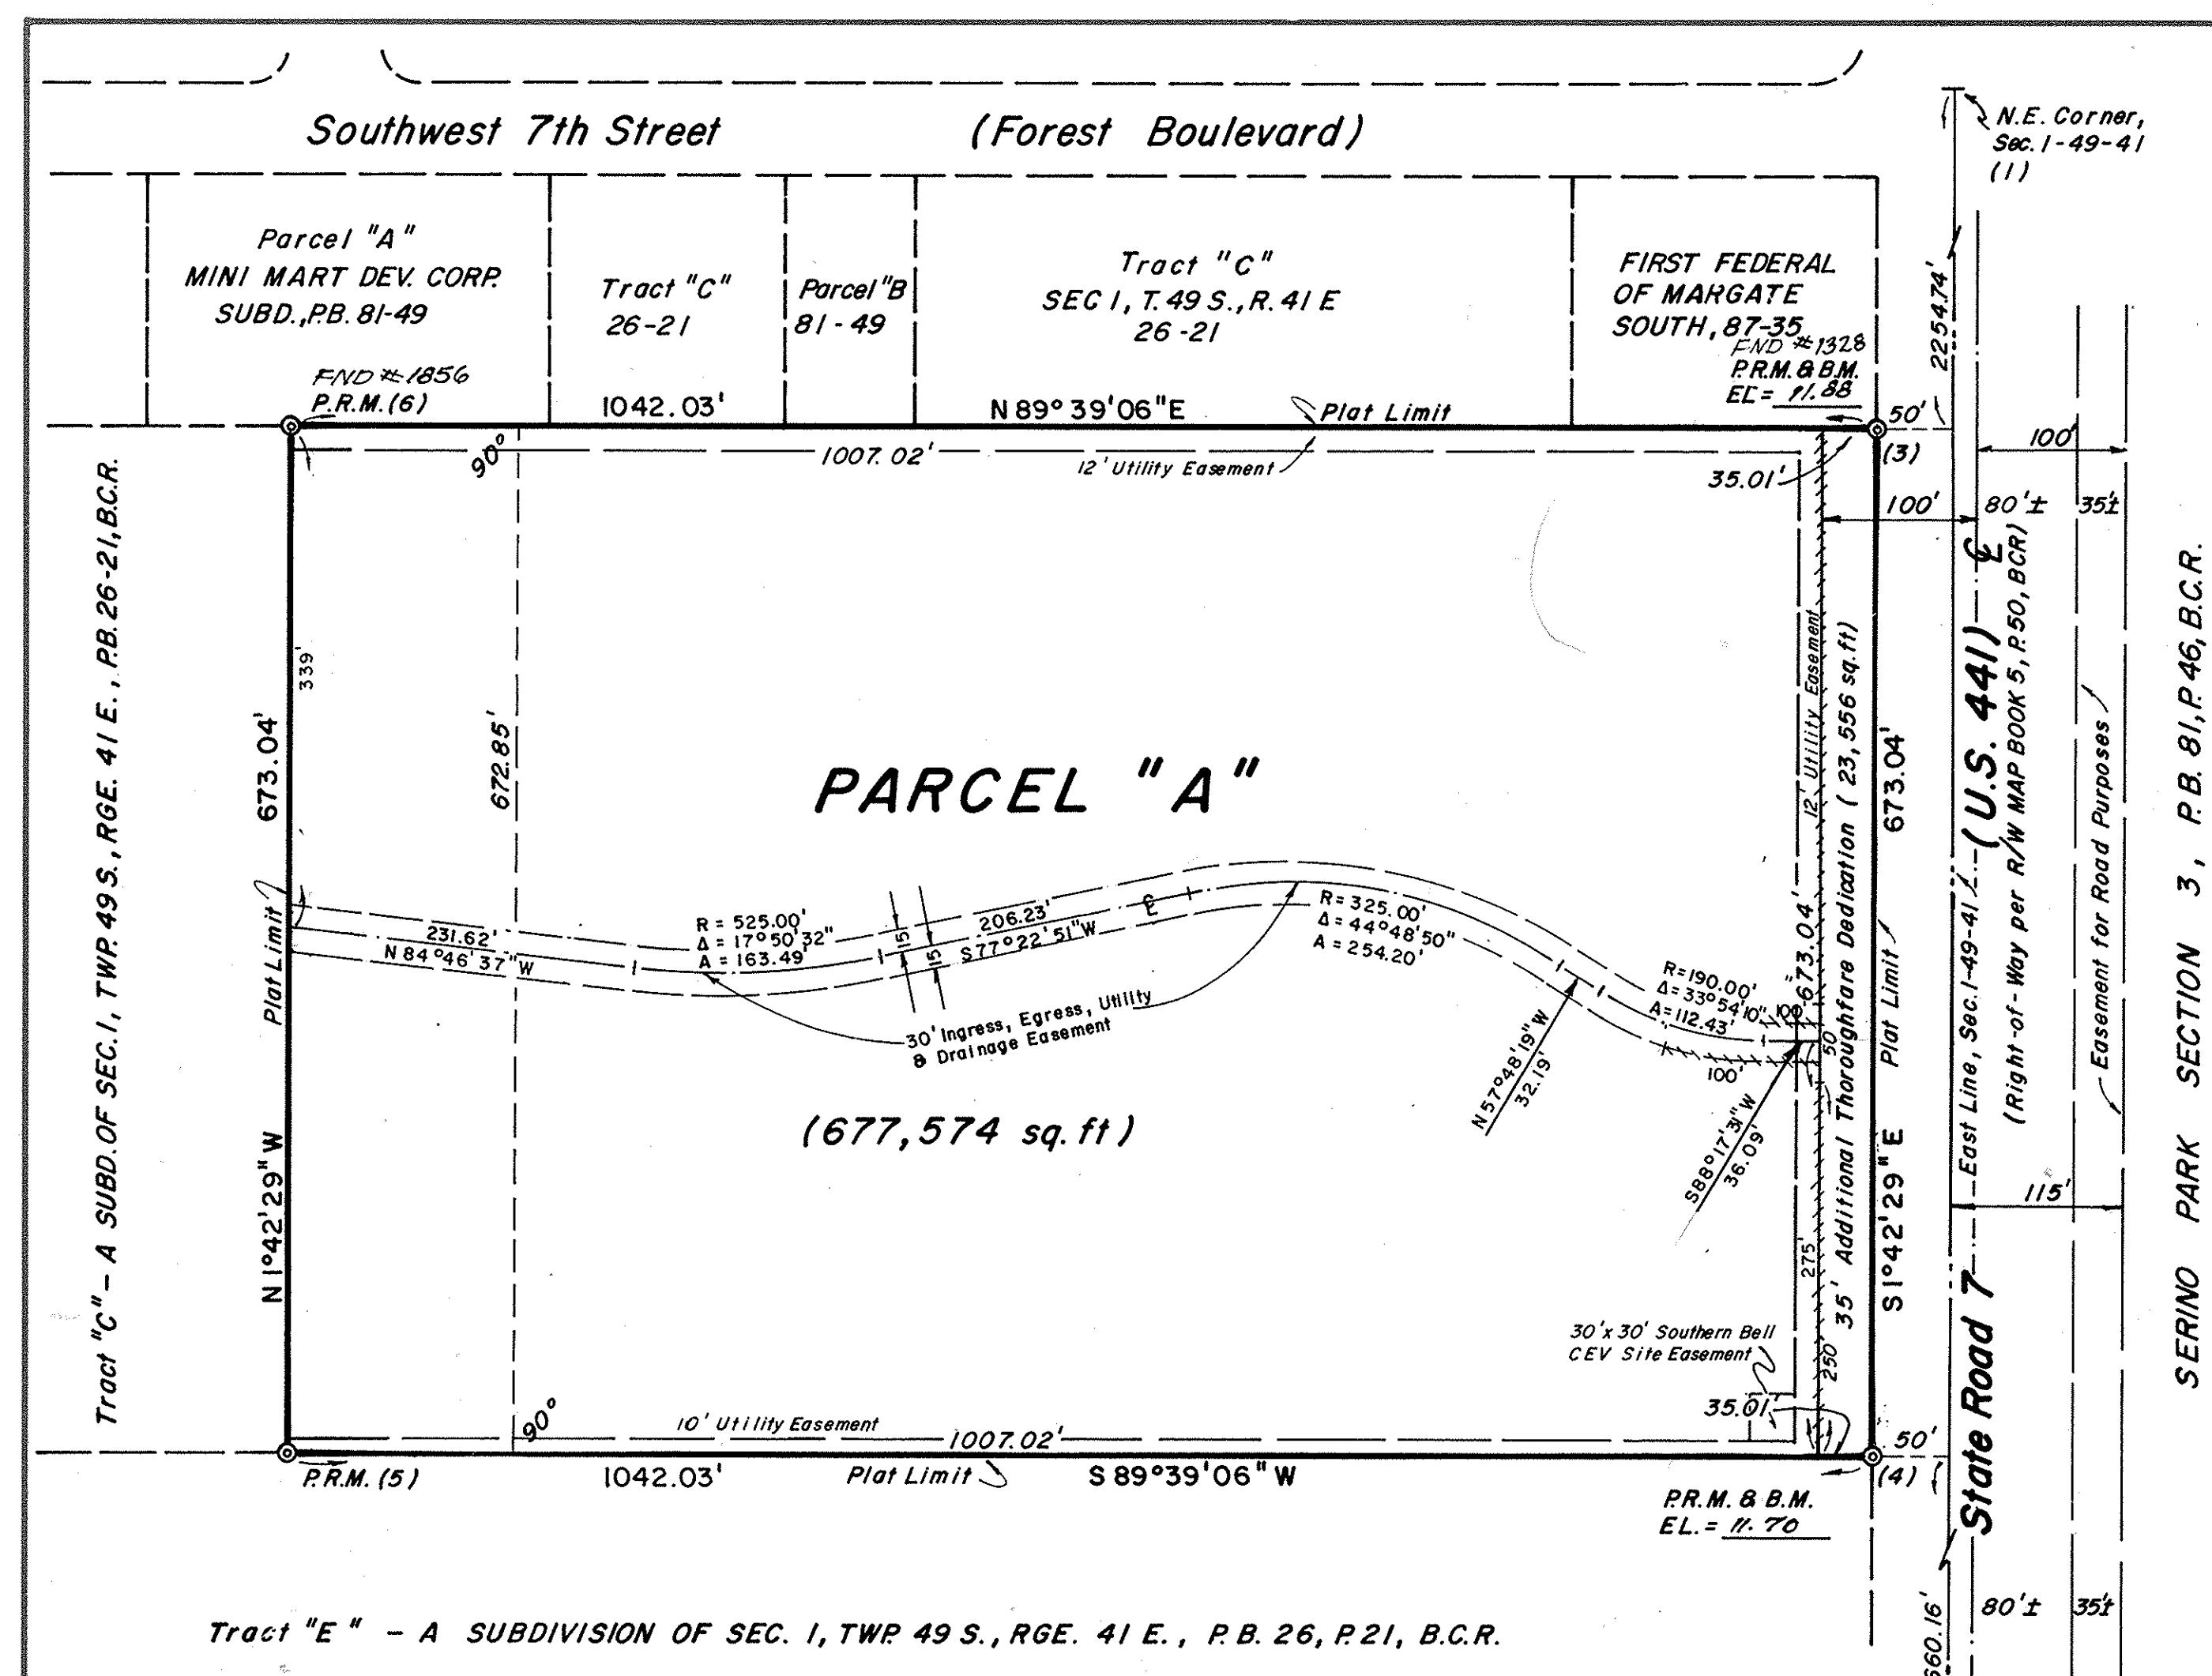 Southwest 7th Street (Forest Boulevard)
N.E. Corner,
Sec. 1-49-41
(1)
Parcel "A"
MINI MART DEV. CORP.
SUBD., P.B. 81-49
Tract "C"
26-21
Parcel "B
81-49
Tract "C"
SEC 1, T. 49 S., R. 41 E
26-21
FIRST FEDERAL
OF MARGATE
SOUTH, 87-35
FND #1328
P.R.M. & B.M.
EL= 11.88
2254.74'
FND #1856
P.R.M. (6)
1042.03'
N 89° 39' 06" E
Plat Limit
50'
(3)
100'
90°
1007.02'
12' Utility Easement
35.01'
100'
80'±
35'±
Tract "C" - A SUBD. OF SEC. 1, TWP. 49 S., RGE. 41 E., P.B. 26-21, B.C.R.
339'
673.04'
672.85'
N 1° 42' 29" W
Plat Limit
PARCEL "A"
(677,574 sq. ft)
231.62'
N 84° 46' 37" W
R = 525.00'
Δ = 17° 50' 32"
A = 163.49'
15'
15'
206.23'
S 77° 22' 51" W
℄
R = 325.00'
Δ = 44° 48' 50"
A = 254.20'
30' Ingress, Egress, Utility
& Drainage Easement
R = 190.00'
Δ = 33° 54' 10"
A = 112.43'
100'
100'
50'
N 57° 48' 19" W
32.19'
S 88° 17' 31" W
36.09'
12' Utility Easement
673.04'
35' Additional Thoroughfare Dedication (23,556 sq. ft)
275'
250'
673.04'
Plat Limit
S 1° 42' 29" E
East Line, Sec. 1-49-41
State Road 7 (U.S. 441) ℄
(Right-of-Way per R/W MAP BOOK 5, P. 50, BCR)
Easement for Road Purposes
115'
SERINO PARK SECTION 3, P.B. 81, P. 46, B.C.R.
30' x 30' Southern Bell
CEV Site Easement
35.01'
90°
10' Utility Easement
1007.02'
P.R.M. (5)
1042.03'
Plat Limit
S 89° 39' 06" W
50'
(4)
P.R.M. & B.M.
EL. = 11.70
80'±
35'±
660.16'
Tract "E" - A SUBDIVISION OF SEC. 1, TWP. 49 S., RGE. 41 E., P.B. 26, P. 21, B.C.R.